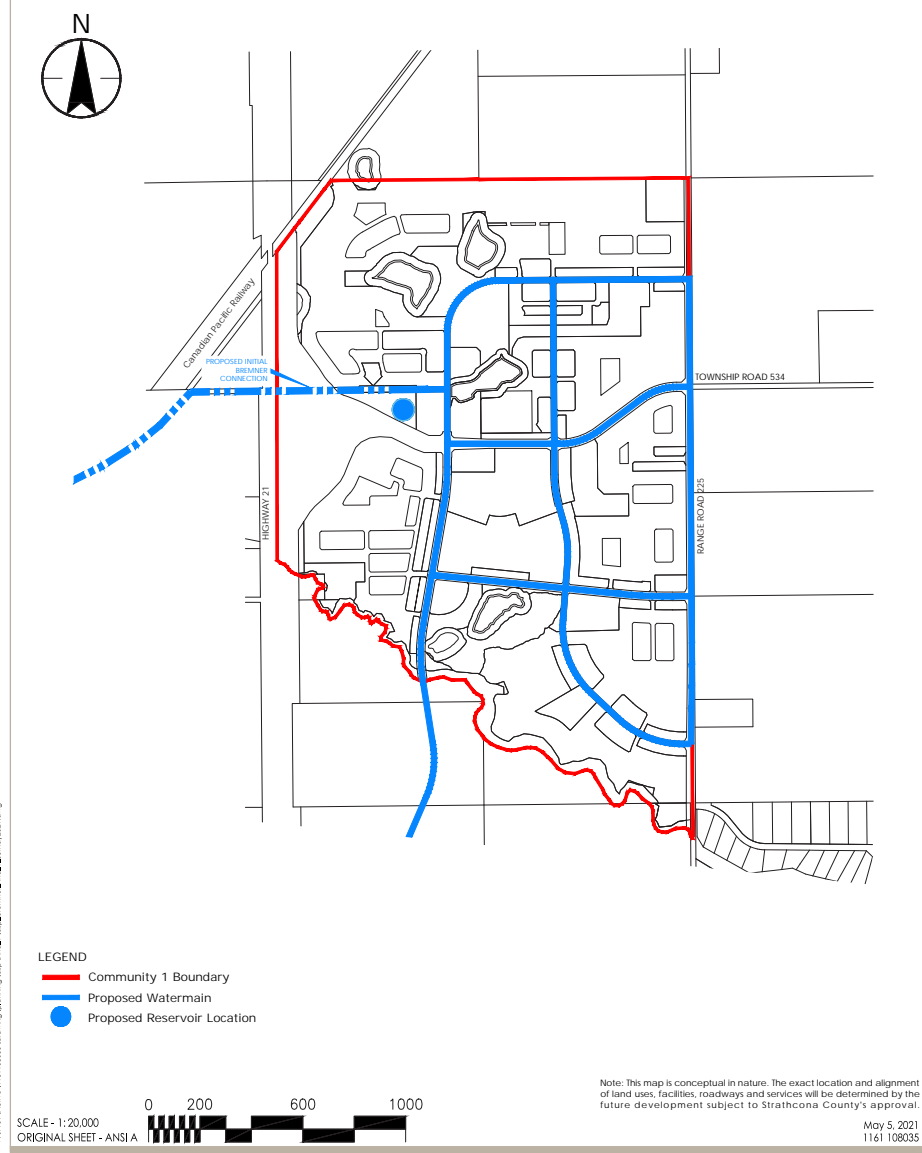 N
Canadian Pacific Railway
PROPOSED INITIAL
BREMNER
CONNECTION
TOWNSHIP ROAD 534
HIGHWAY 21
RANGE ROAD 225
LEGEND
Community 1 Boundary
Proposed Watermain
Proposed Reservoir Location
0 200 600 1000
SCALE - 1: 20,000
ORIGINAL SHEET - ANSI A
Note: This map is conceptual in nature. The exact location and alignment
of land uses, facilities, roadways and services will be determined by the
future development subject to Strathcona County's approval.
May 5, 2021
1161 108035